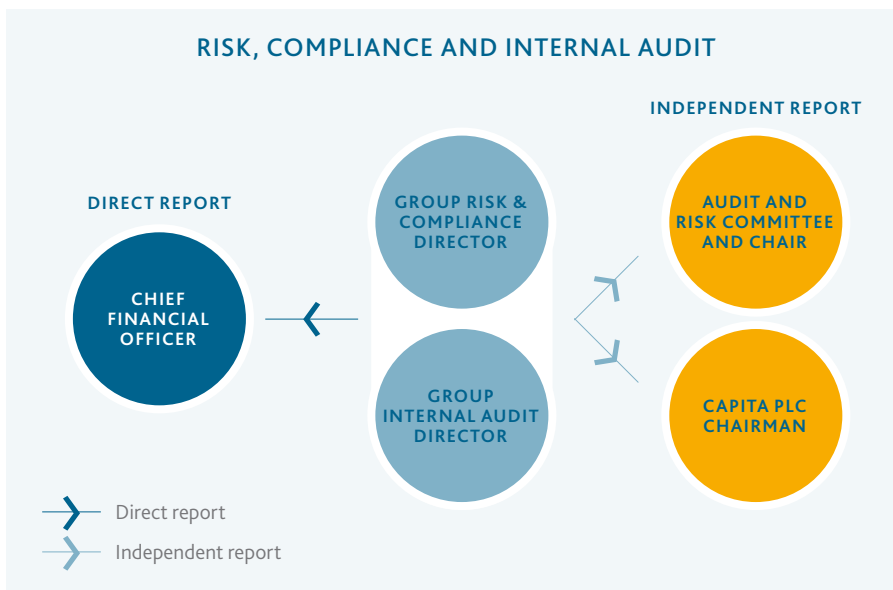 RISK, COMPLIANCE AND INTERNAL AUDIT
INDEPENDENT REPORT
DIRECT REPORT
CHIEF
FINANCIAL
OFFICER
GROUP RISK &
COMPLIANCE
DIRECTOR
GROUP
INTERNAL AUDIT
DIRECTOR
AUDIT AND
RISK COMMITTEE
AND CHAIR
CAPITA PLC
CHAIRMAN
Direct report
Independent report